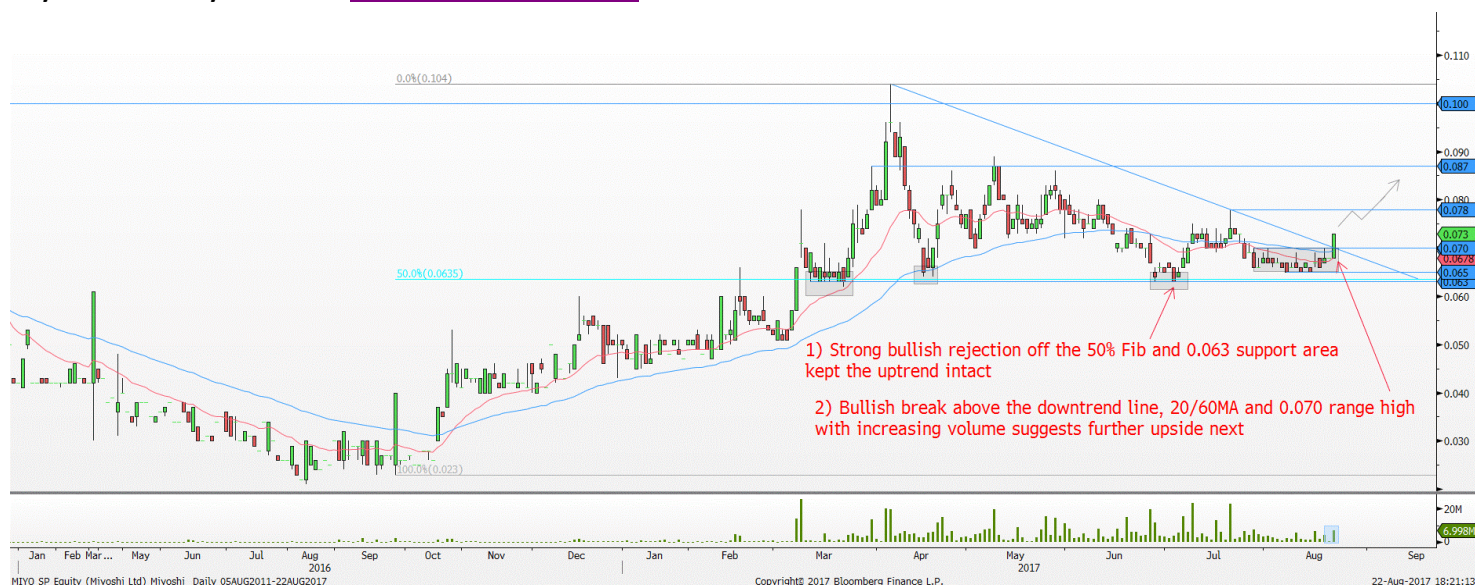 0.0%(0.104)
0.110
0.100
0.090
0.087
0.080
0.078
0.073
0.070
0.0678
0.065
0.063
50.0%(0.0635)
0.060
1) Strong bullish rejection off the 50% Fib and 0.063 support area
kept the uptrend intact
0.050
2) Bullish break above the downtrend line, 20/60MA and 0.070 range high
with increasing volume suggests further upside next
0.040
0.030
100.0%(0.023)
20M
6.998M
0
Jan Feb Mar... May Jun Jul Aug Sep Oct Nov Dec Jan Feb Mar Apr May Jun Jul Aug Sep
2016 2017
MIYO SP Equity (Miyoshi Ltd) Miyoshi Daily 05AUG2011-22AUG2017 Copyright© 2017 Bloomberg Finance L.P. 22-Aug-2017 18:21:13